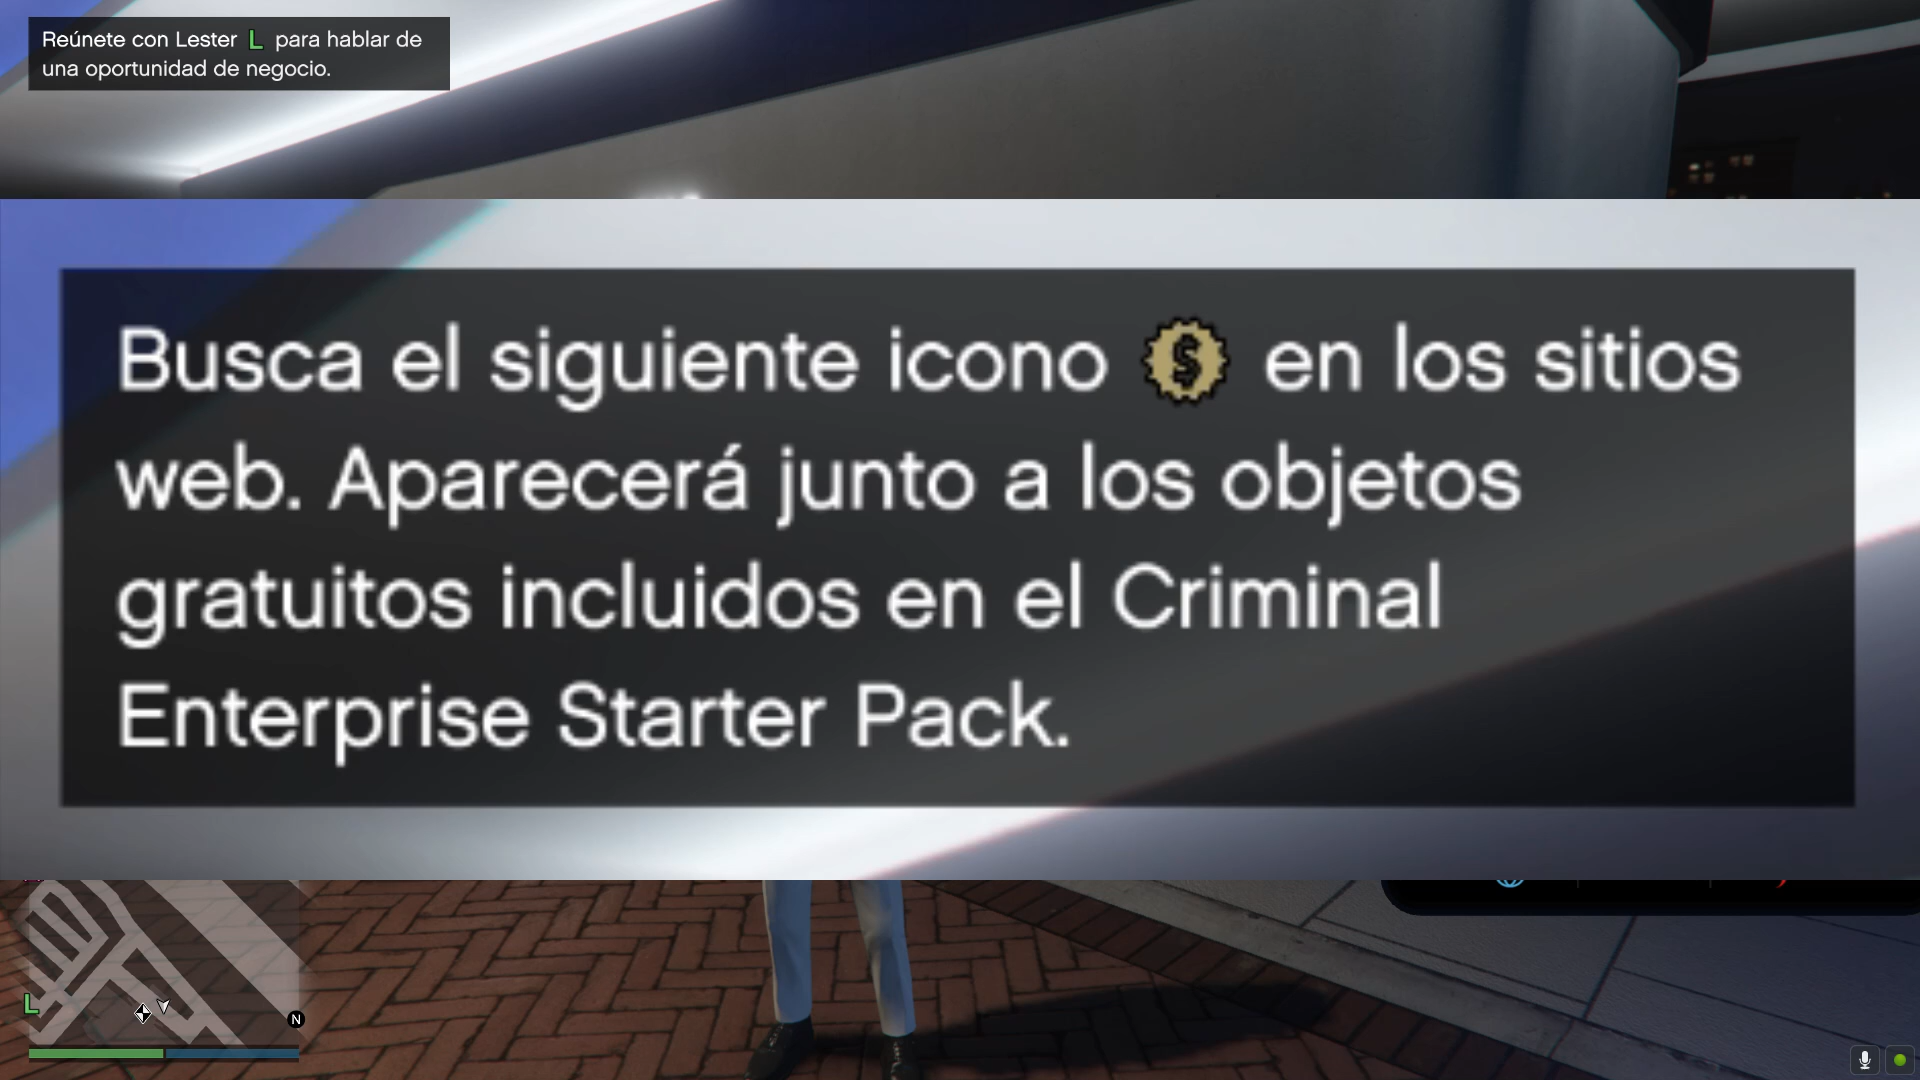 Reúnete con Lester L para hablar de
una oportunidad de negocio.
Busca el siguiente icono $ en los sitios
web. Aparecerá junto a los objetos
gratuitos incluidos en el Criminal
Enterprise Starter Pack.
L
N